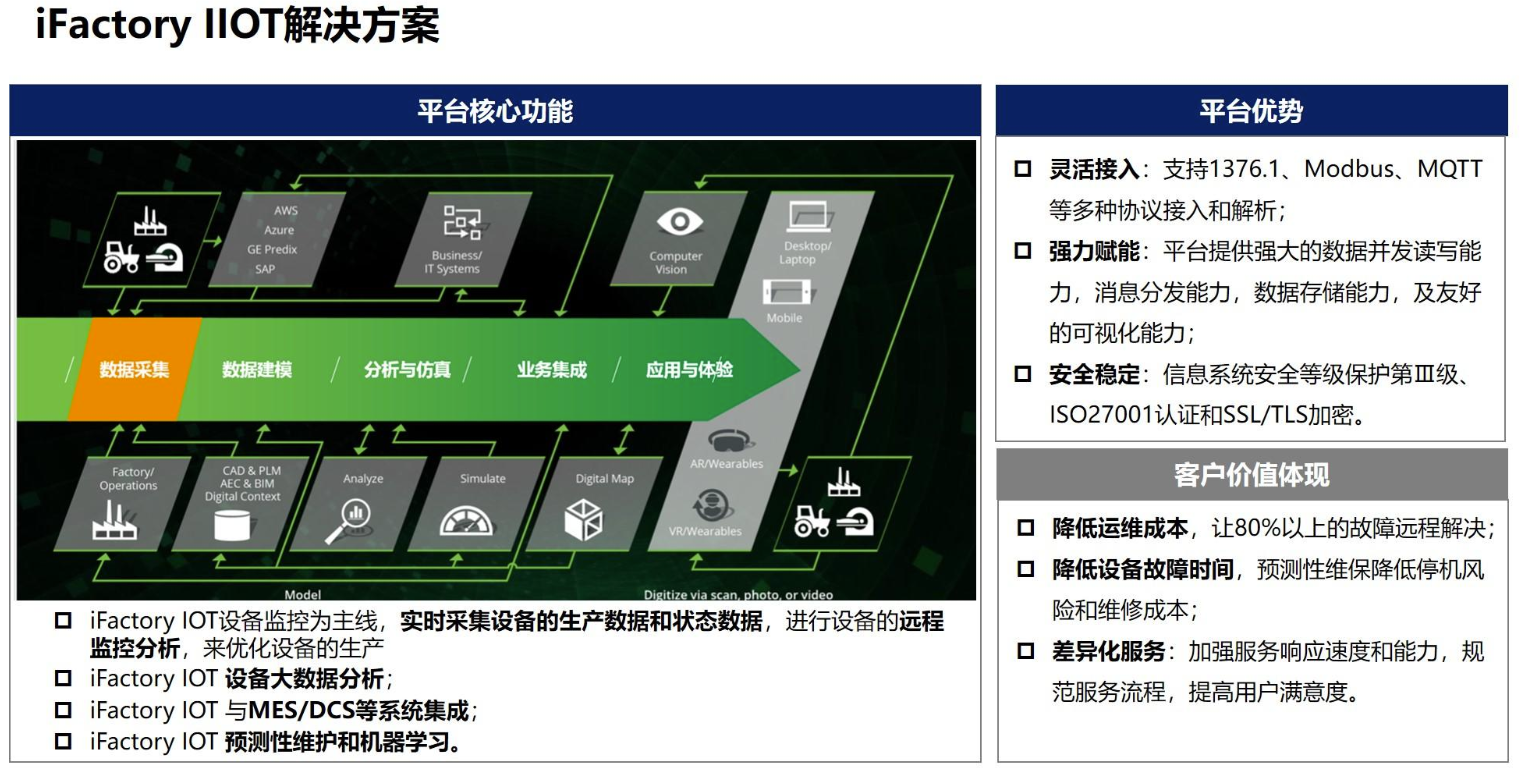 iFactory IIOT解决方案
平台核心功能
AWS
Azure
GE Predix
SAP
Business/
IT Systems
Computer
Vision
Desktop/
Laptop
Mobile
数据采集
数据建模
分析与仿真
业务集成
应用与体验
Factory/
Operations
CAD & PLM
AEC & BIM
Digital Context
Analyze
Simulate
Digital Map
AR/Wearables
VR/Wearables
Model
Digitize via scan, photo, or video
iFactory IOT设备监控为主线，实时采集设备的生产数据和状态数据，进行设备的远程
监控分析，来优化设备的生产
iFactory IOT 设备大数据分析；
iFactory IOT 与MES/DCS等系统集成；
iFactory IOT 预测性维护和机器学习。
平台优势
灵活接入：支持1376.1、Modbus、MQTT
等多种协议接入和解析；
强力赋能：平台提供强大的数据并发读写能
力，消息分发能力，数据存储能力，及友好
的可视化能力；
安全稳定：信息系统安全等级保护第Ⅲ级、
ISO27001认证和SSL/TLS加密。
客户价值体现
降低运维成本，让80%以上的故障远程解决；
降低设备故障时间，预测性维保降低停机风
险和维修成本；
差异化服务：加强服务响应速度和能力，规
范服务流程，提高用户满意度。